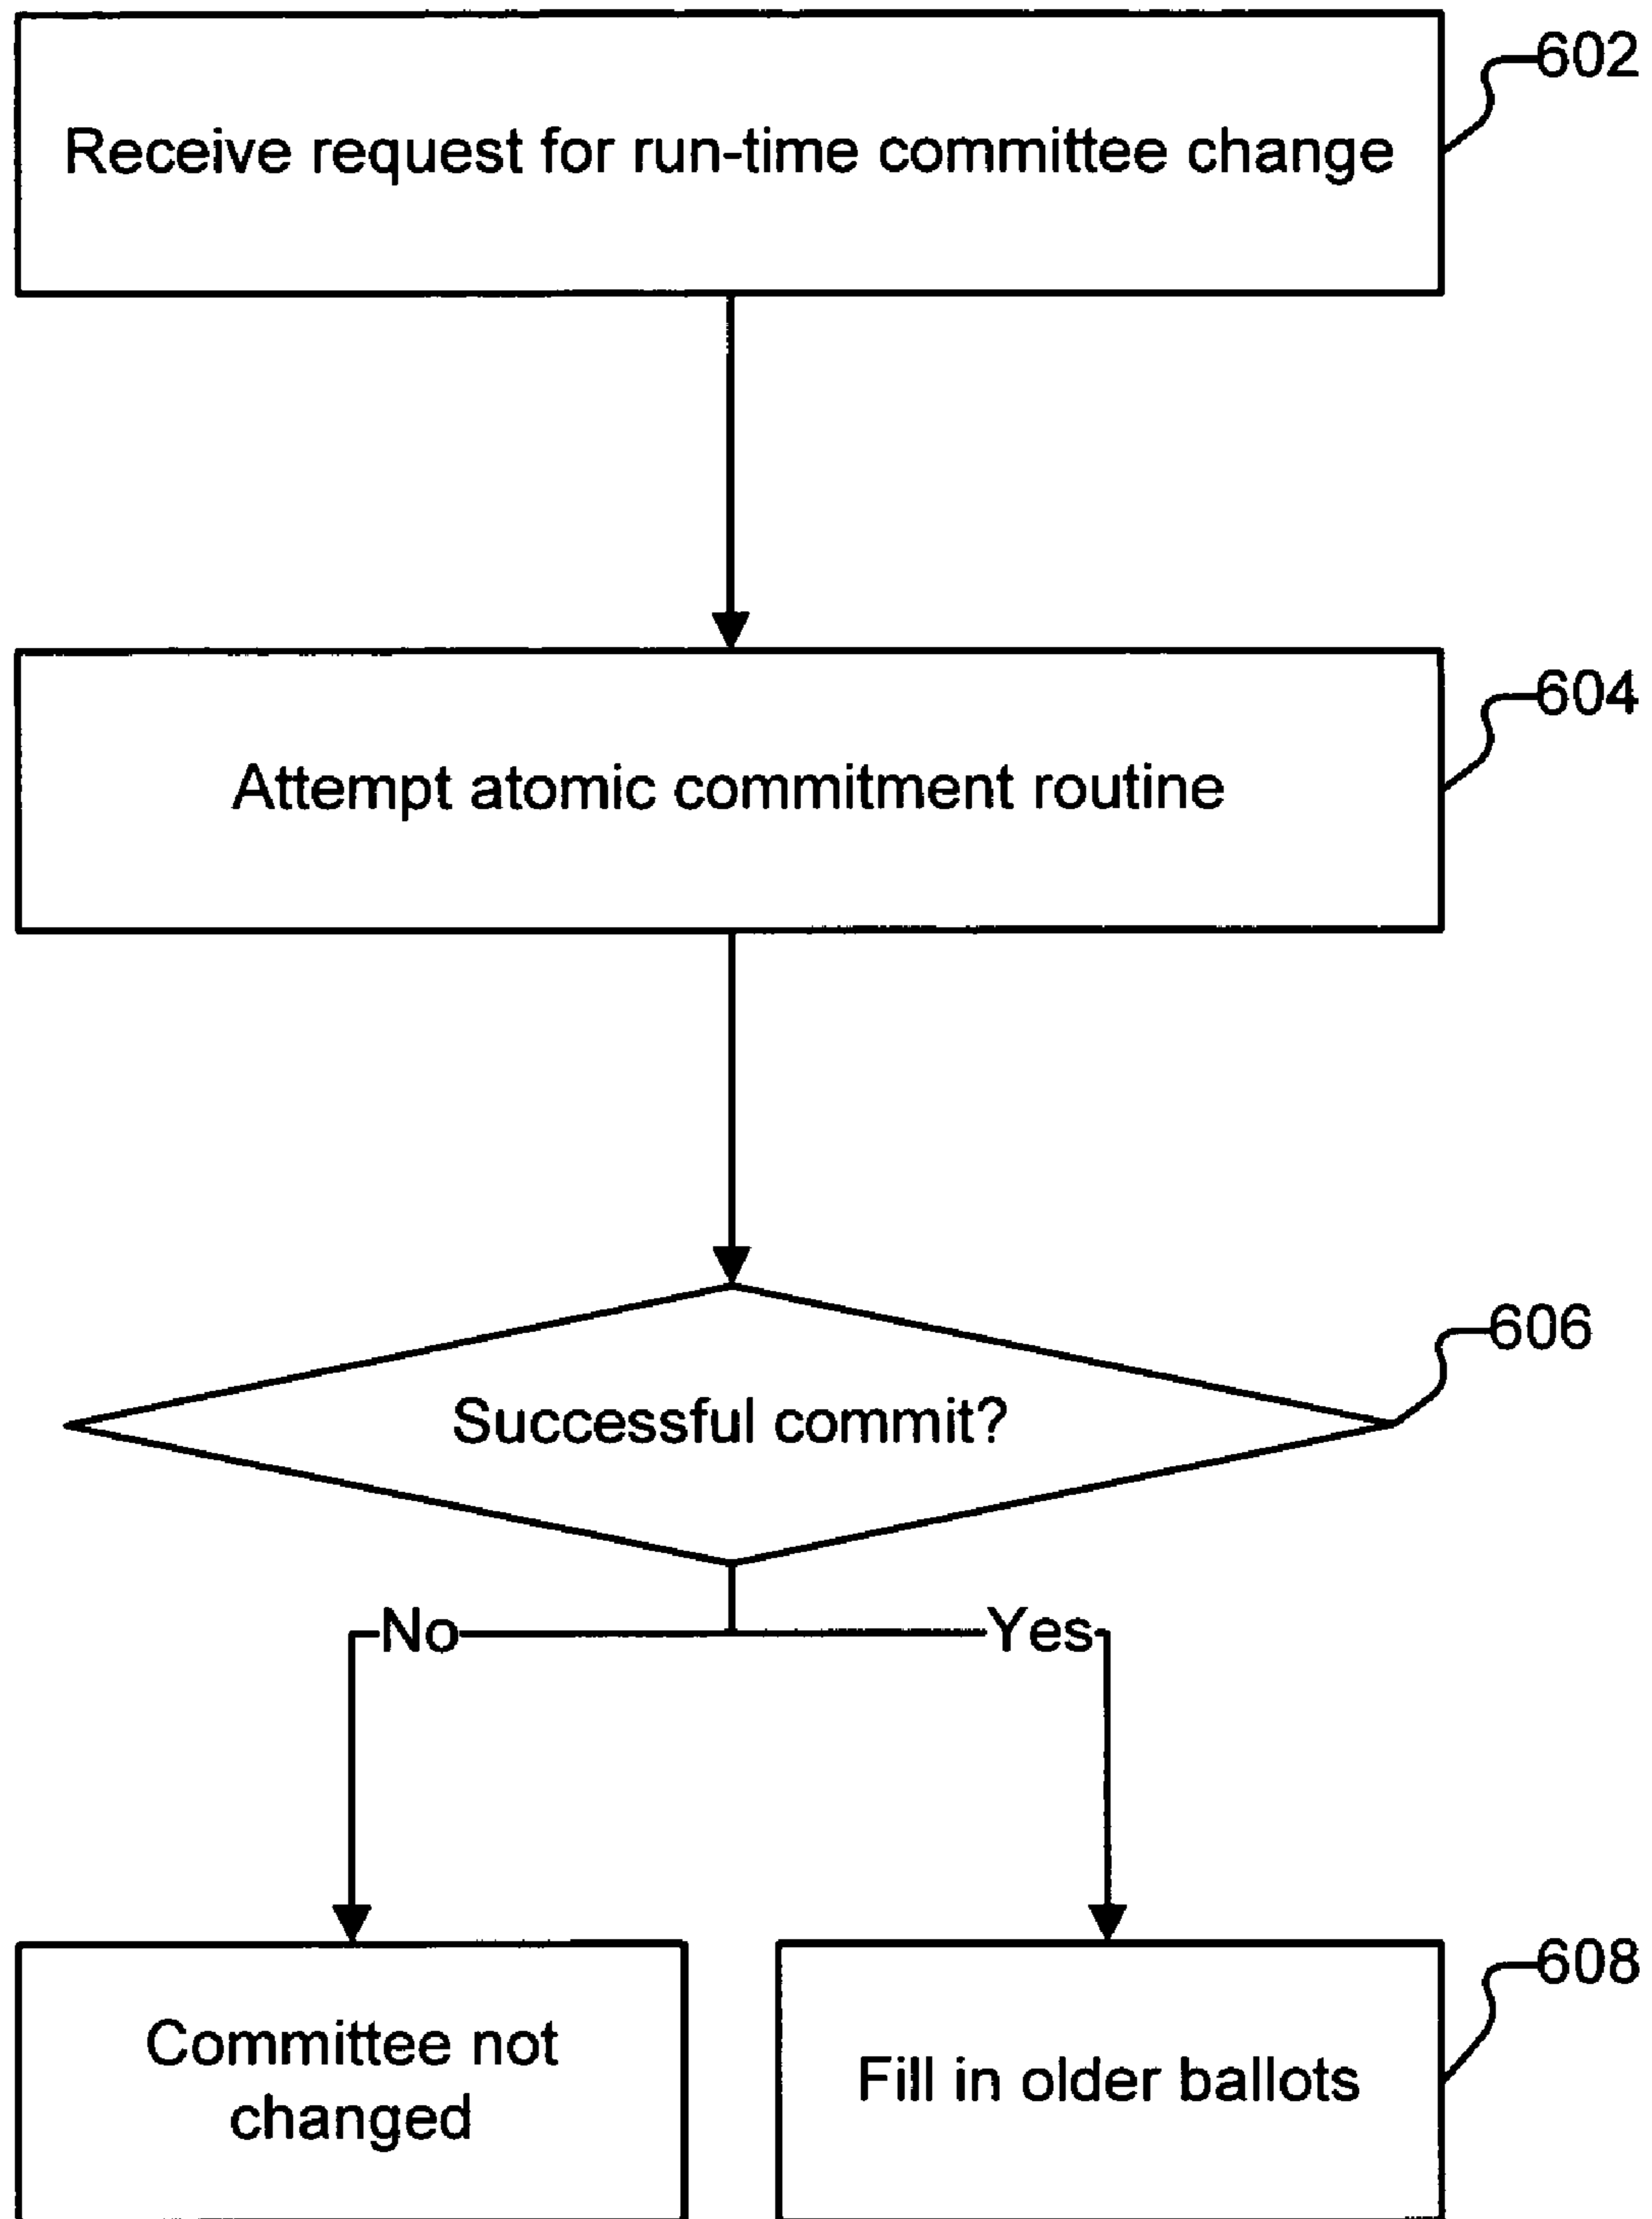 602
Receive request for run-time committee change
604
Attempt atomic commitment routine
606
Successful commit?
No
Yes
608
Committee not
changed
Fill in older ballots